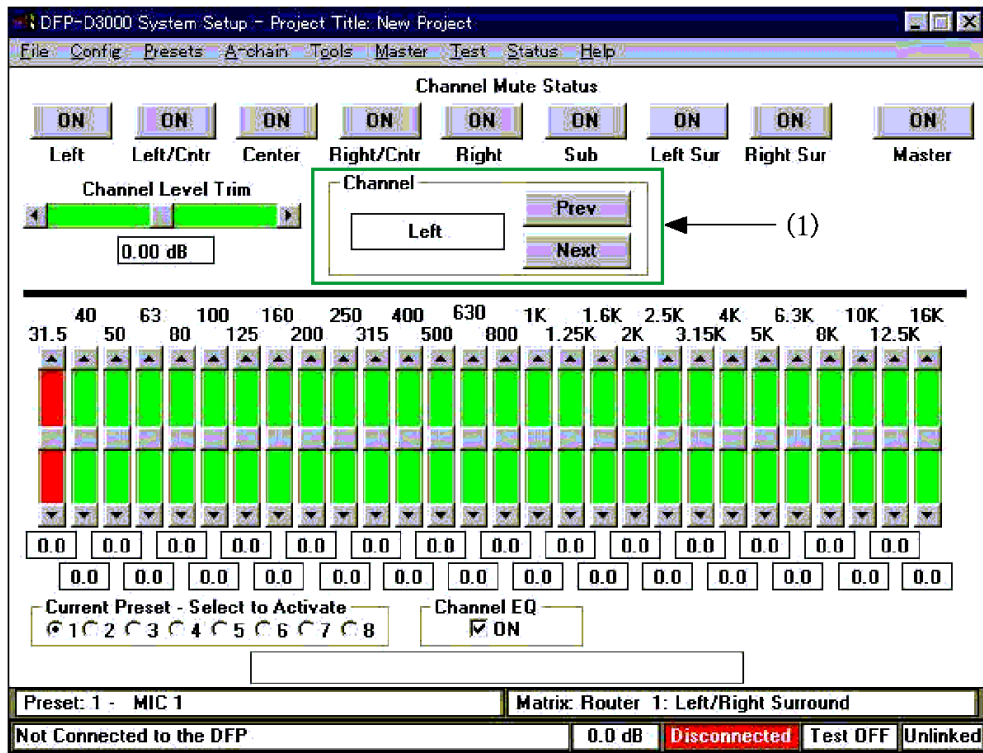 DFP-D3000 System Setup - Project Title: New Project
File Config Presets A-chain Tools Master Test Status Help
Channel Mute Status
ON ON ON ON ON ON ON ON ON
Left Left/Cntr Center Right/Cntr Right Sub Left Sur Right Sur Master
Channel Level Trim
0.00 dB
Channel
Left
Prev
Next
(1)
40 63 100 160 250 400 630 1K 1.6K 2.5K 4K 6.3K 10K 16K
31.5 50 80 125 200 315 500 800 1.25K 2K 3.15K 5K 8K 12.5K
0.0 0.0 0.0 0.0 0.0 0.0 0.0 0.0 0.0 0.0 0.0 0.0 0.0 0.0
0.0 0.0 0.0 0.0 0.0 0.0 0.0 0.0 0.0 0.0 0.0 0.0 0.0 0.0
Current Preset - Select to Activate
1 2 3 4 5 6 7 8
Channel EQ
ON
Preset: 1 - MIC 1
Matrix: Router 1: Left/Right Surround
Not Connected to the DFP
0.0 dB
Disconnected
Test OFF
Unlinked